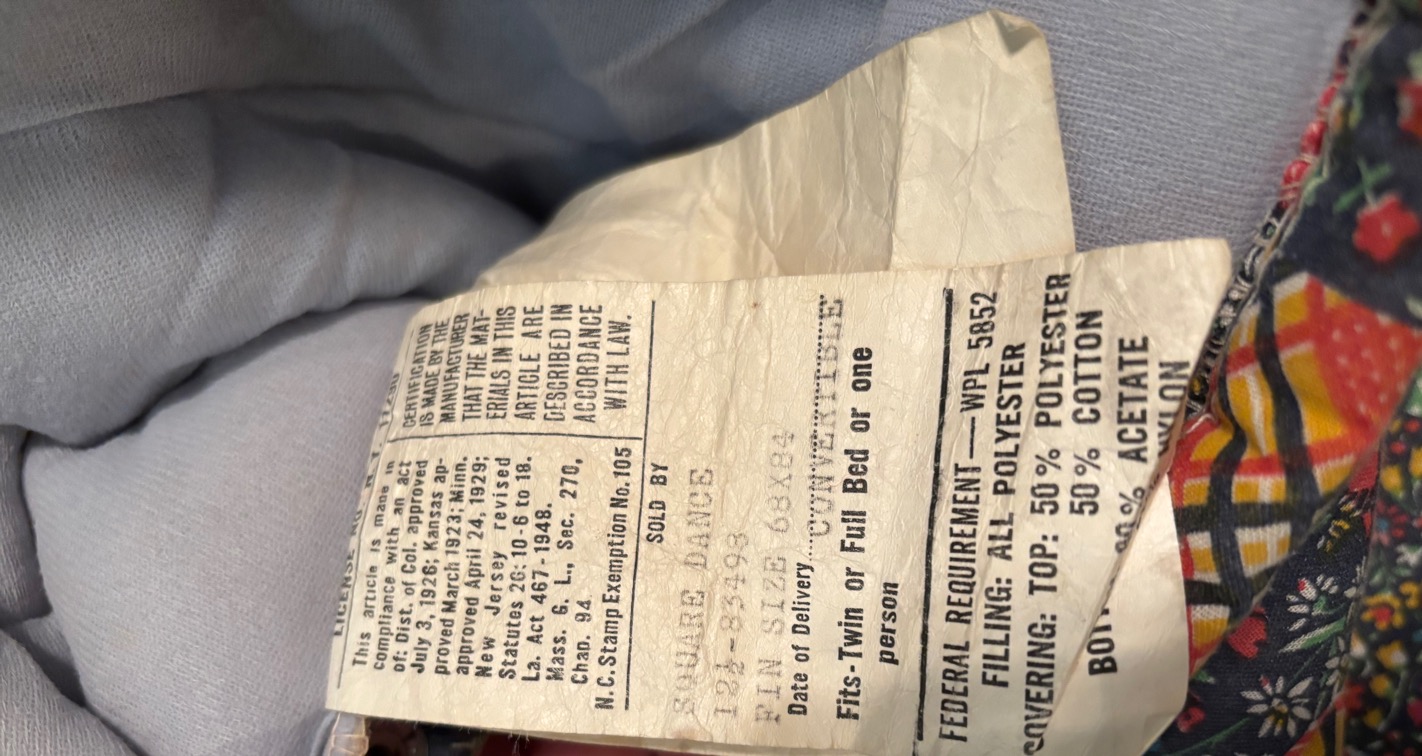 This article is made in
compliance with an act
of: Dist. of Col. approved
July 3, 1926; Kansas ap-
proved March 1923; Minn.
approved April 24, 1929;
New Jersey revised
Statutes 26: 10-6 to 18.
La. Act 467-1948.
Mass. G. L., Sec. 270,
Chap. 94.
N.C. Stamp Exemption No. 105
CERTIFICATION
IS MADE BY THE
MANUFACTURER
THAT THE MAT-
ERIALS IN THIS
ARTICLE ARE
DESCRIBED IN
ACCORDANCE
WITH LAW.
SOLD BY
SQUARE DANCE
12½-83493
FIN SIZE 68X84
Date of Delivery CONVERTIBLE
Fits-Twin or Full Bed or one
person
FEDERAL REQUIREMENT—WPL 5852
FILLING: ALL POLYESTER
COVERING: TOP: 50% POLYESTER
50% COTTON
ACETATE